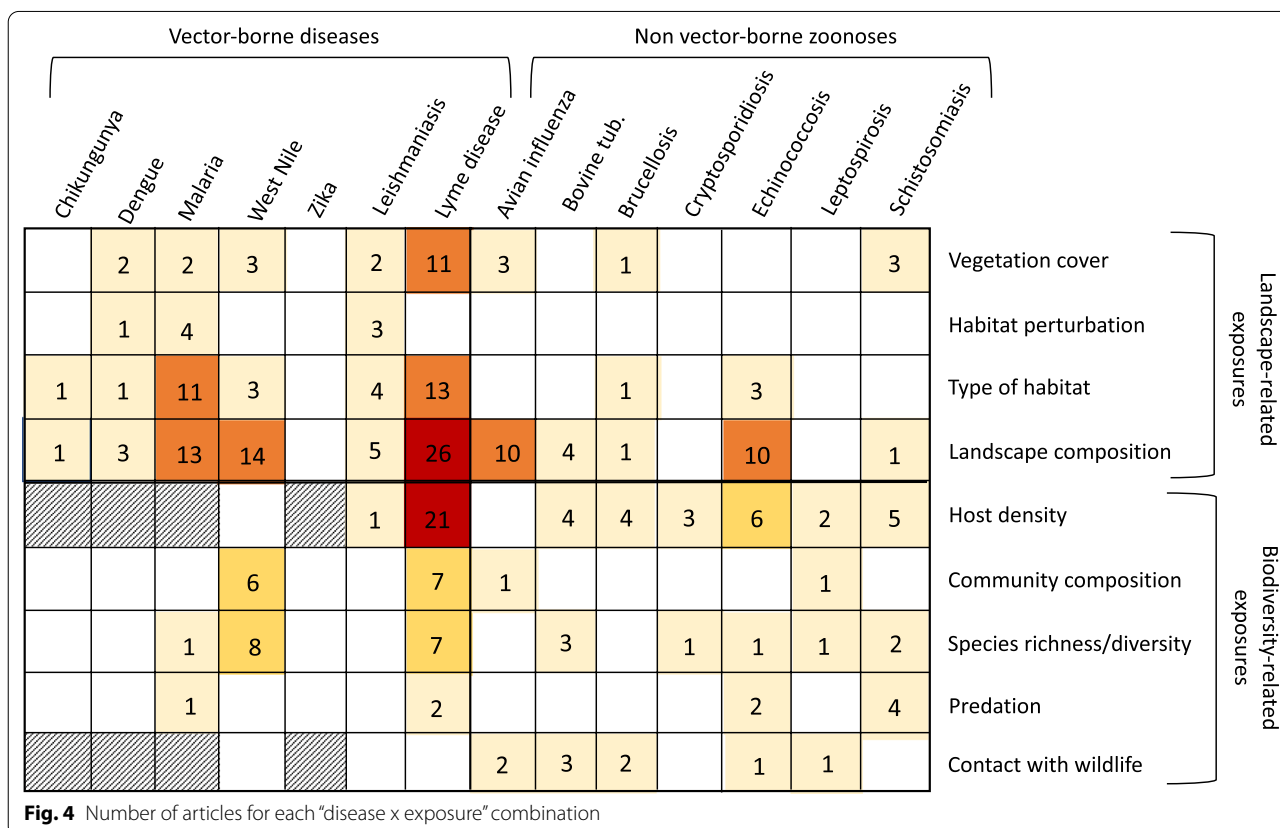 Vector-borne diseases Non vector-borne zoonoses
Chikungunya Dengue Malaria West Nile Zika Leishmaniasis Lyme disease Avian influenza Bovine tub. Brucellosis Cryptosporidiosis Echinococcosis Leptospirosis Schistosomiasis
2 2 3 2 11 3 1 3 Vegetation cover
1 4 3 Habitat perturbation
1 1 11 3 4 13 1 3 Type of habitat
1 3 13 14 5 26 10 4 1 10 1 Landscape composition
Landscape-related
exposures
1 21 4 4 3 6 2 5 Host density
6 7 1 1 Community composition
1 8 7 3 1 1 1 2 Species richness/diversity
1 2 2 4 Predation
2 3 2 1 1 Contact with wildlife
Biodiversity-related
exposures
Fig. 4 Number of articles for each “disease x exposure” combination